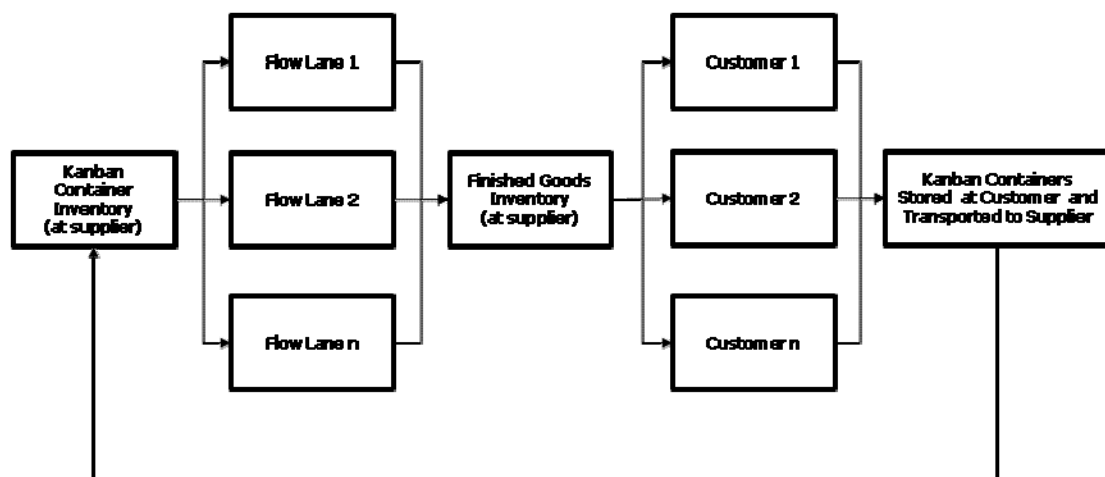 Flow Lane 1
Customer 1
Kanban
Container
Inventory
(at supplier)
Flow Lane 2
Finished Goods
Inventory
(at supplier)
Customer 2
Kanban Containers
Stored at Customer and
Transported to Supplier
Flow Lane n
Customer n